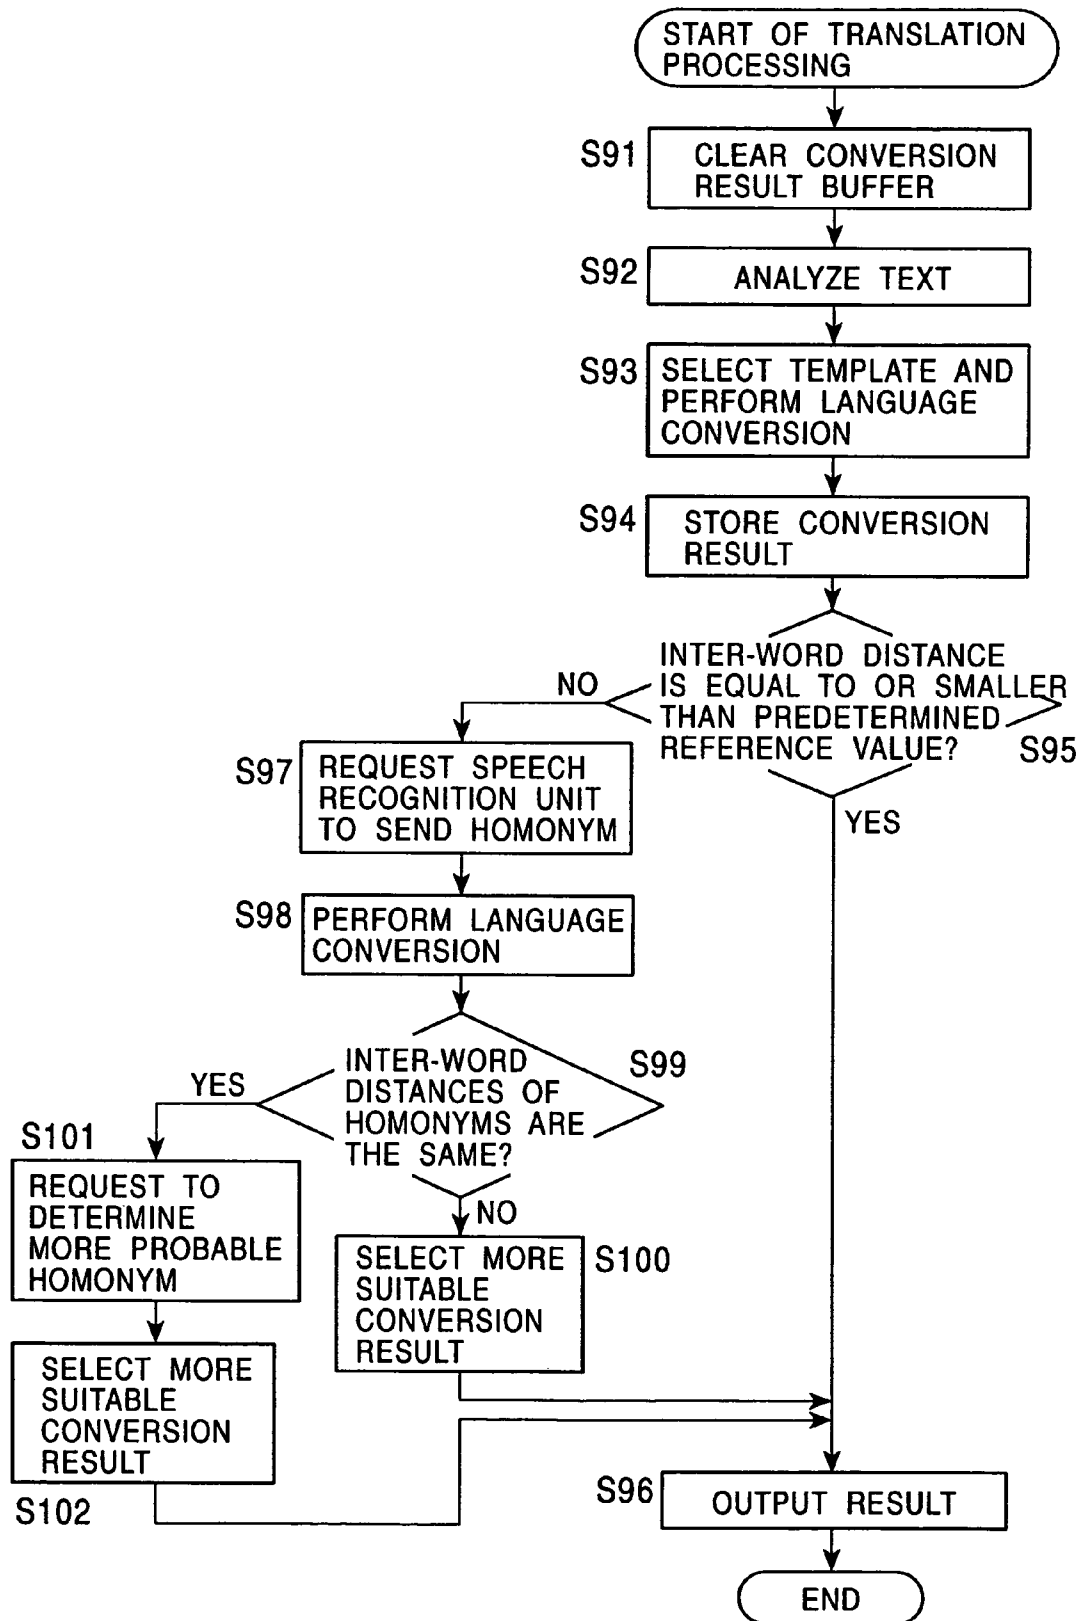 START OF TRANSLATION
PROCESSING
S91
CLEAR CONVERSION
RESULT BUFFER
S92
ANALYZE TEXT
S93
SELECT TEMPLATE AND
PERFORM LANGUAGE
CONVERSION
S94
STORE CONVERSION
RESULT
INTER-WORD DISTANCE
IS EQUAL TO OR SMALLER
THAN PREDETERMINED
REFERENCE VALUE?
S95
NO
YES
S97
REQUEST SPEECH
RECOGNITION UNIT
TO SEND HOMONYM
S98
PERFORM LANGUAGE
CONVERSION
INTER-WORD
DISTANCES OF
HOMONYMS ARE
THE SAME?
S99
YES
NO
S101
REQUEST TO
DETERMINE
MORE PROBABLE
HOMONYM
SELECT MORE
SUITABLE
CONVERSION
RESULT
S100
SELECT MORE
SUITABLE
CONVERSION
RESULT
S102
S96
OUTPUT RESULT
END